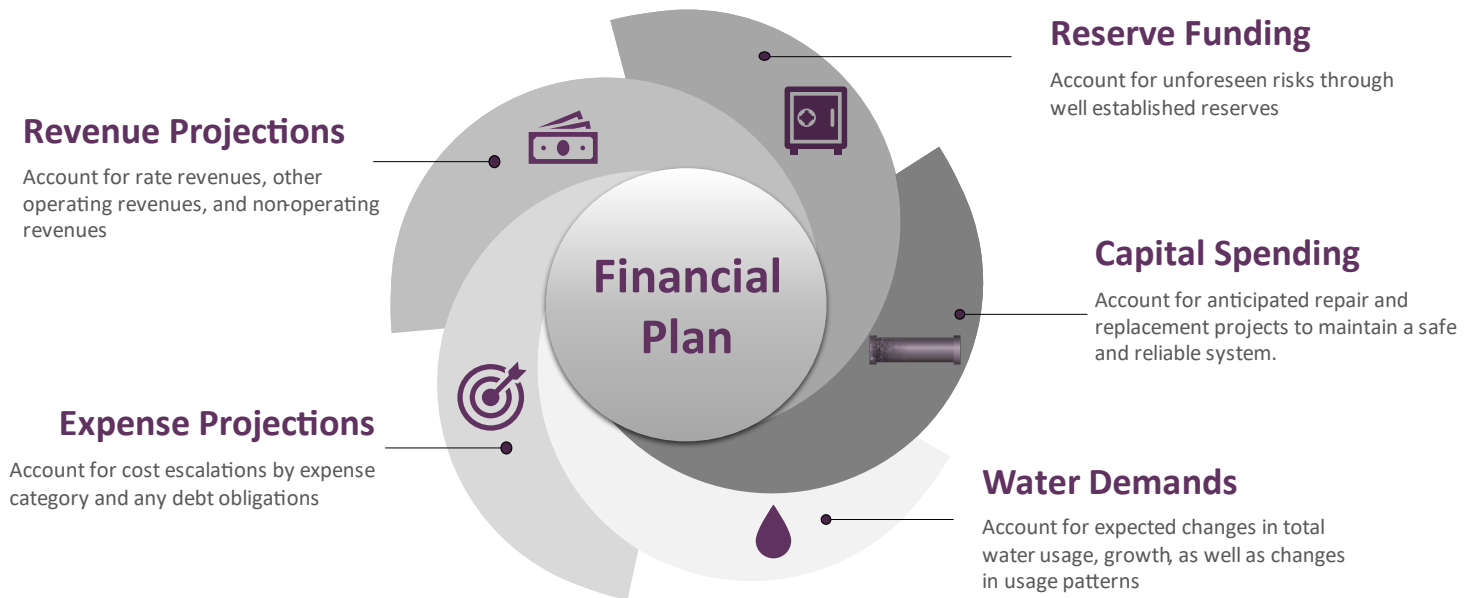 Reserve Funding
Account for unforeseen risks through
well established reserves
Revenue Projections
Account for rate revenues, other
operating revenues, and non-operating
revenues
Financial
Plan
Capital Spending
Account for anticipated repair and
replacement projects to maintain a safe
and reliable system.
Expense Projections
Account for cost escalations by expense
category and any debt obligations
Water Demands
Account for expected changes in total
water usage, growth, as well as changes
in usage patterns